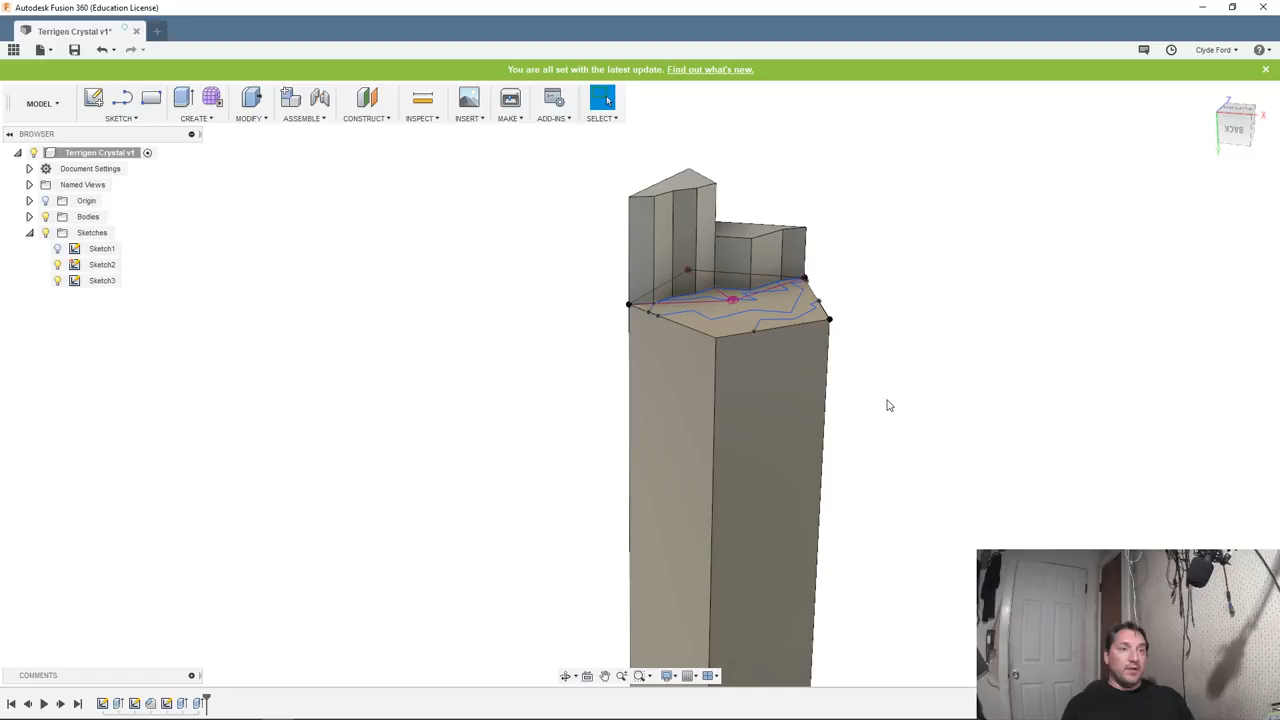 Autodesk Fusion 360 (Education License)
Terrigen Crystal v1*
Clyde Ford
You are all set with the latest update. Find out what's new.
MODEL
SKETCH
CREATE
MODIFY
ASSEMBLE
CONSTRUCT
INSPECT
INSERT
MAKE
ADD-INS
SELECT
BROWSER
Terrigen Crystal v1
Document Settings
Named Views
Origin
Bodies
Sketches
Sketch1
Sketch2
Sketch3
Z
X
BACK
COMMENTS